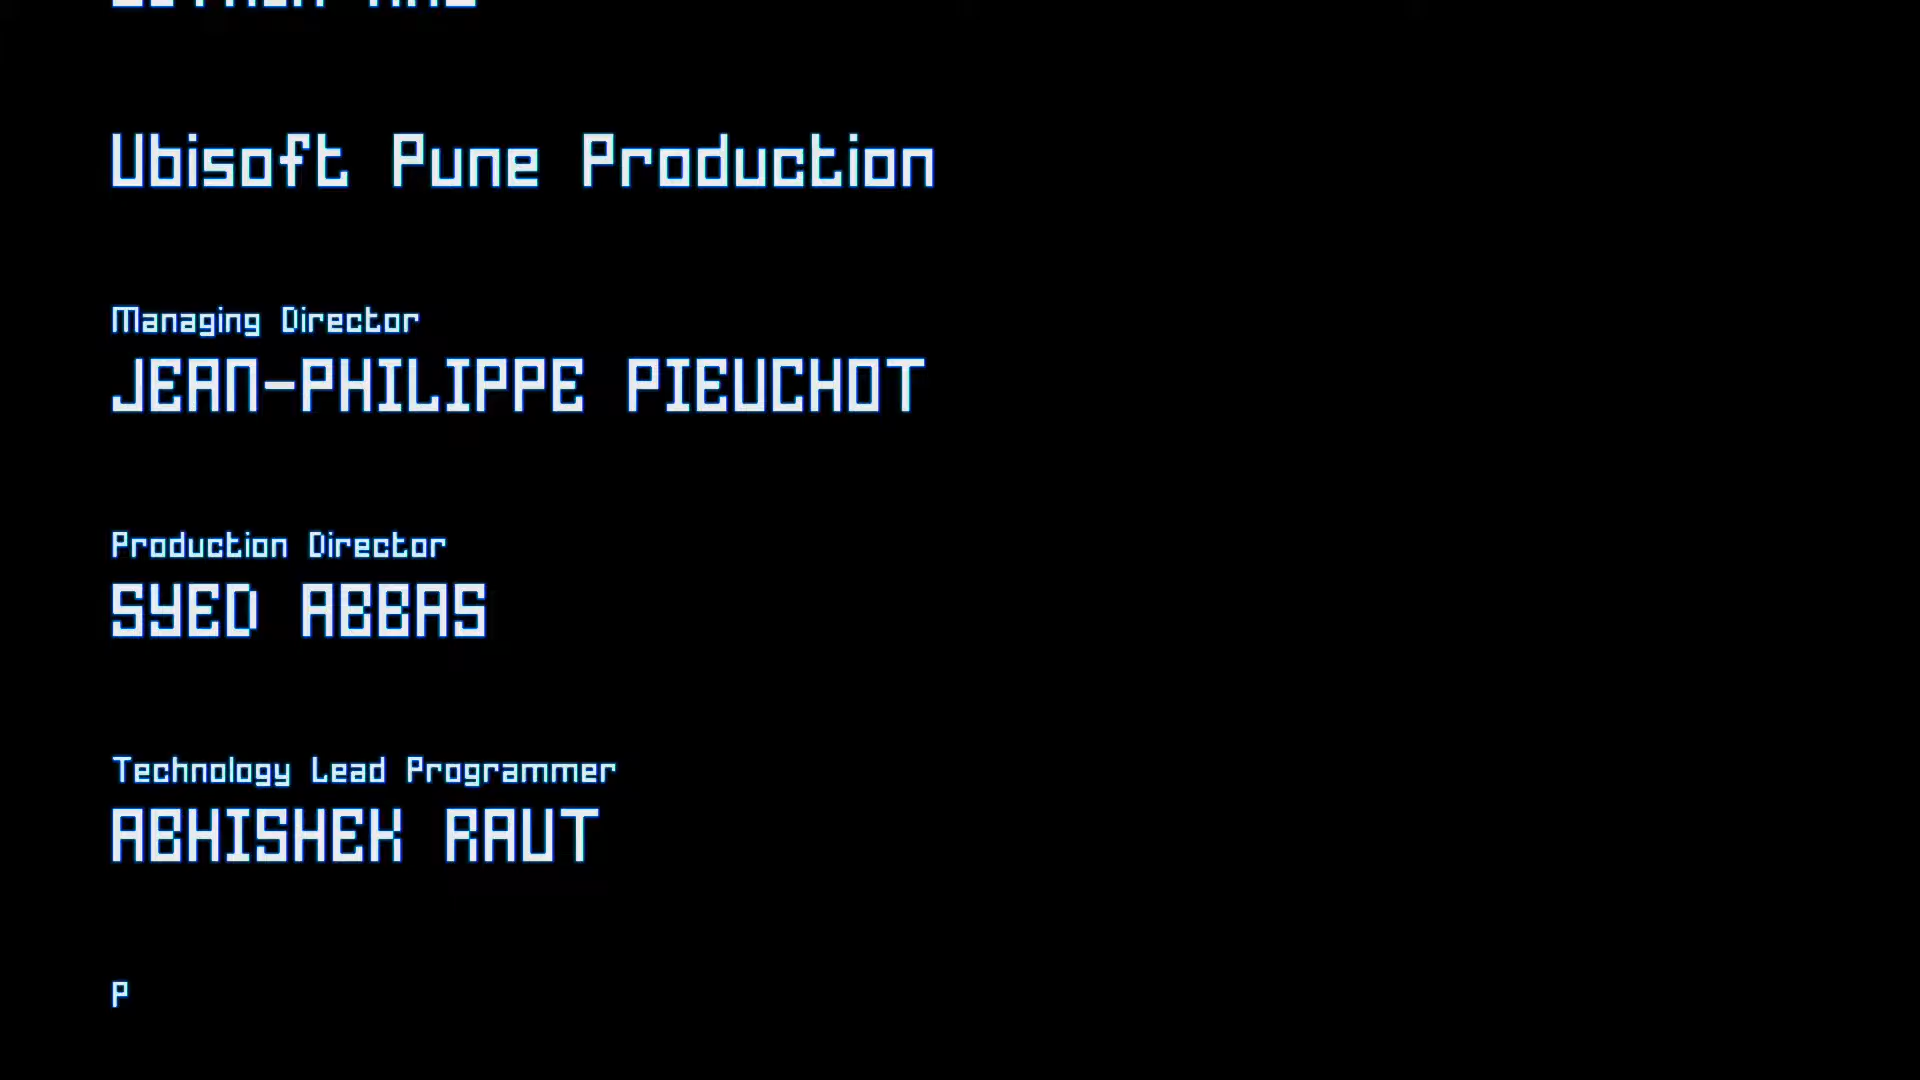 Ubisoft Pune Production
Managing Director
JEAN-PHILIPPE PIEUCHOT
Production Director
SYED ABBAS
Technology Lead Programmer
ABHISHEK RAUT
P